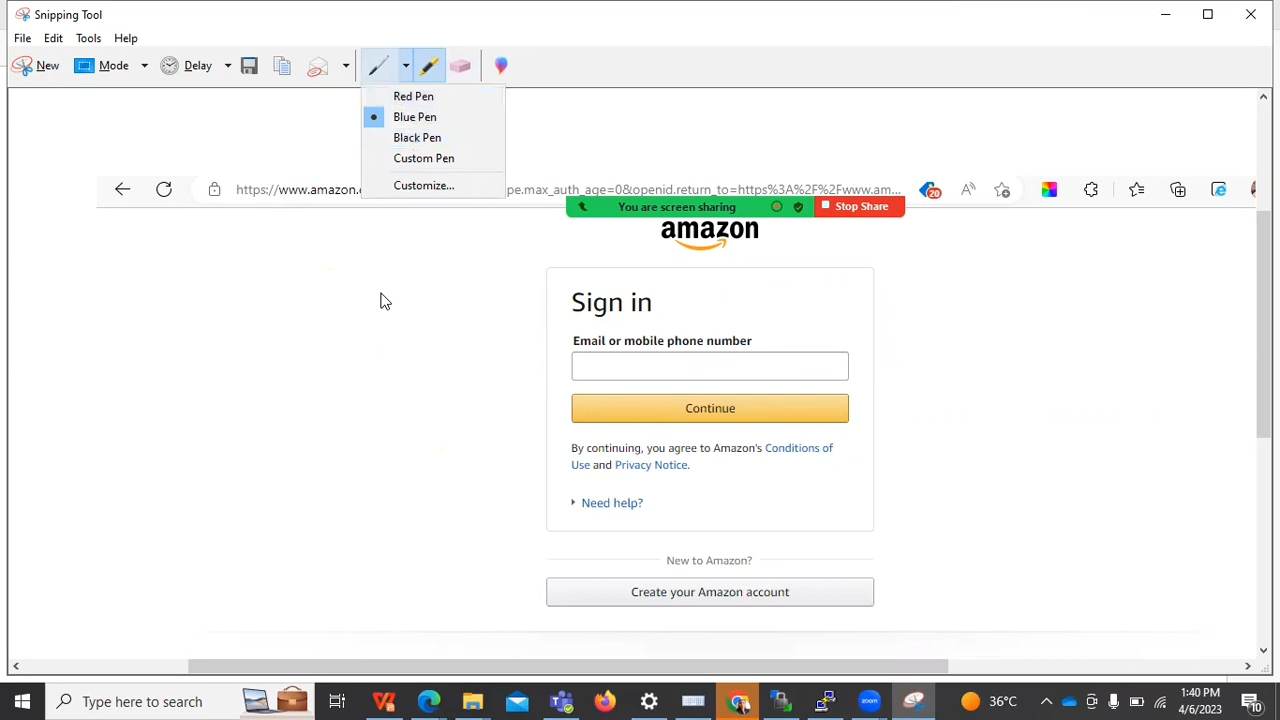 Snipping Tool
File Edit Tools Help
New Mode Delay
Red Pen
Blue Pen
Black Pen
Custom Pen
Customize...
https://www.amazon. pe.max_auth_age=0&openid.return_to=https%3A%2F%2Fwww.am... 20
You are screen sharing Stop Share
amazon
Sign in
Email or mobile phone number
Continue
By continuing, you agree to Amazon's Conditions of
Use and Privacy Notice.
Need help?
New to Amazon?
Create your Amazon account
Type here to search 36°C 1:40 PM
4/6/2023 10